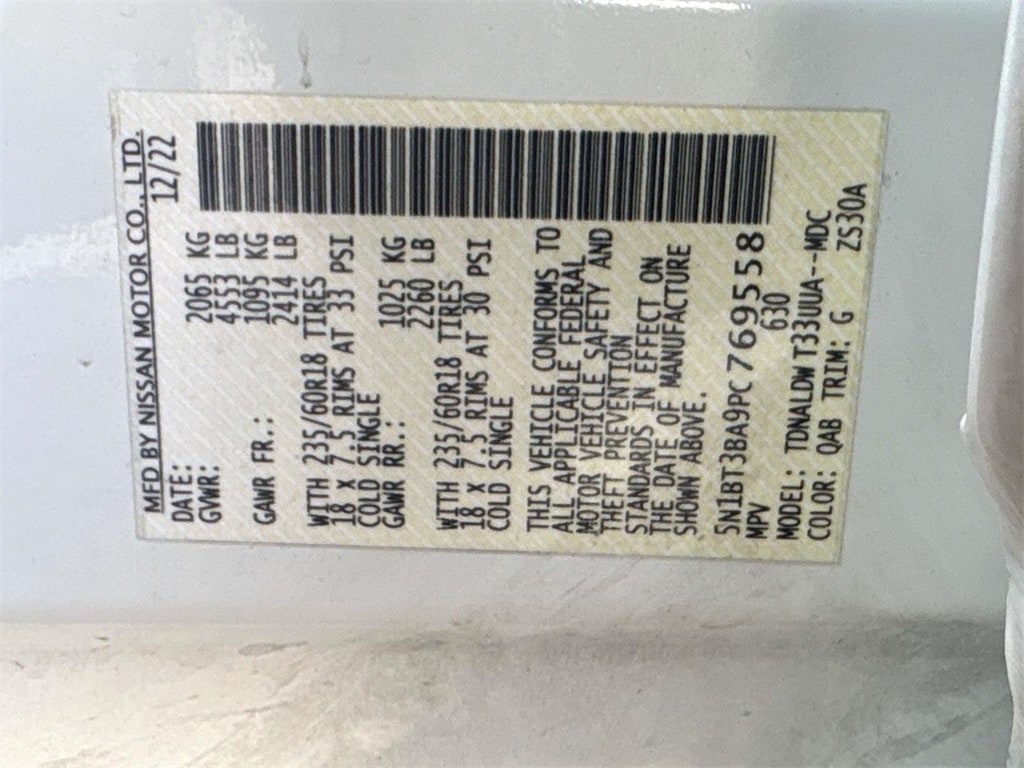 MFD BY NISSAN MOTOR CO., LTD.
DATE: 12/22
GVWR: 2065 KG
4553 LB
GAWR FR.: 1095 KG
2414 LB
WITH 235/60R18 TIRES
18 x 7.5 RIMS AT 33 PSI
COLD SINGLE
GAWR RR.: 1025 KG
2260 LB
WITH 235/60R18 TIRES
18 x 7.5 RIMS AT 30 PSI
COLD SINGLE
THIS VEHICLE CONFORMS TO
ALL APPLICABLE FEDERAL
MOTOR VEHICLE SAFETY AND
THEFT PREVENTION
STANDARDS IN EFFECT ON
THE DATE OF MANUFACTURE
SHOWN ABOVE.
5N1BT3BA9PC769558
MPV 630
MODEL: TDNALDW T33UUA--MDC
COLOR: QAB TRIM: G ZS30A